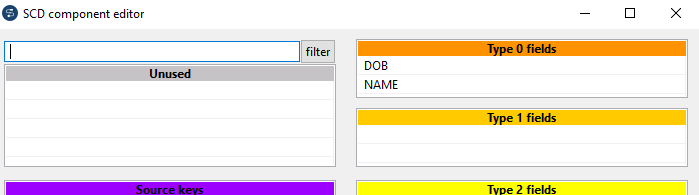 SCD component editor
filter
Unused
Source keys
Type 0 fields
DOB
NAME
Type 1 fields
Type 2 fields